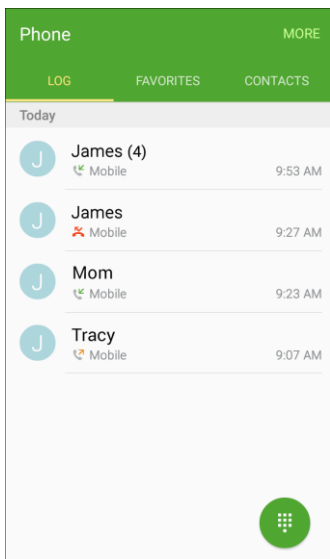 Phone MORE
LOG FAVORITES CONTACTS
Today
J James (4)
Mobile 9:53 AM
J James
Mobile 9:27 AM
J Mom
Mobile 9:23 AM
J Tracy
Mobile 9:07 AM